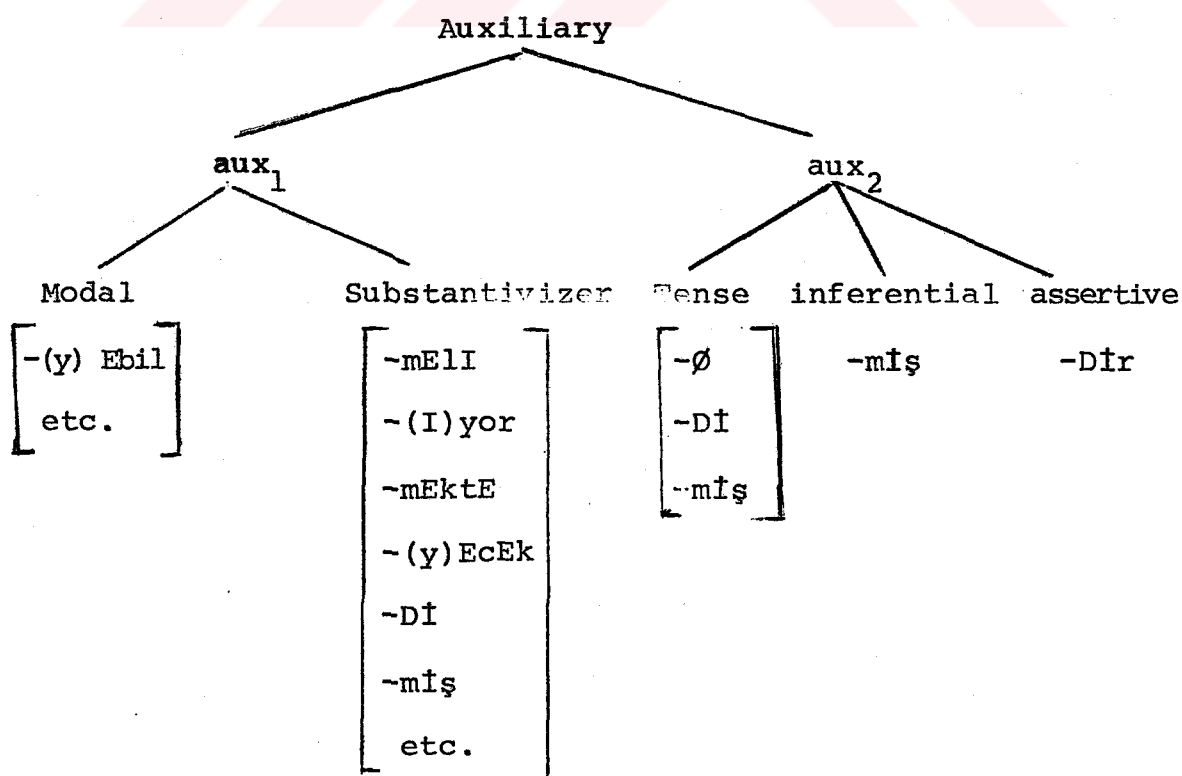 Auxiliary
aux₁ aux₂
Modal Substantivizer Tense inferential assertive
-(y) Ebil -mElI -Ø -mİş -Dİr
etc. -(I)yor -Dİ
-mEktE -mİş
-(y)EcEk
-Dİ
-mİş
etc.